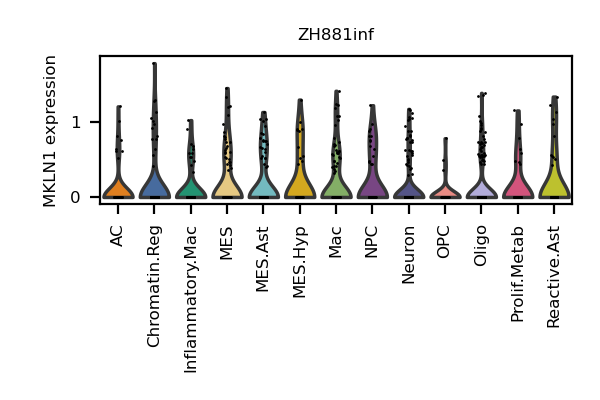 ZH881inf
MKLN1 expression
1
0
AC
Chromatin.Reg
Inflammatory.Mac
MES
MES.Ast
MES.Hyp
Mac
NPC
Neuron
OPC
Oligo
Prolif.Metab
Reactive.Ast